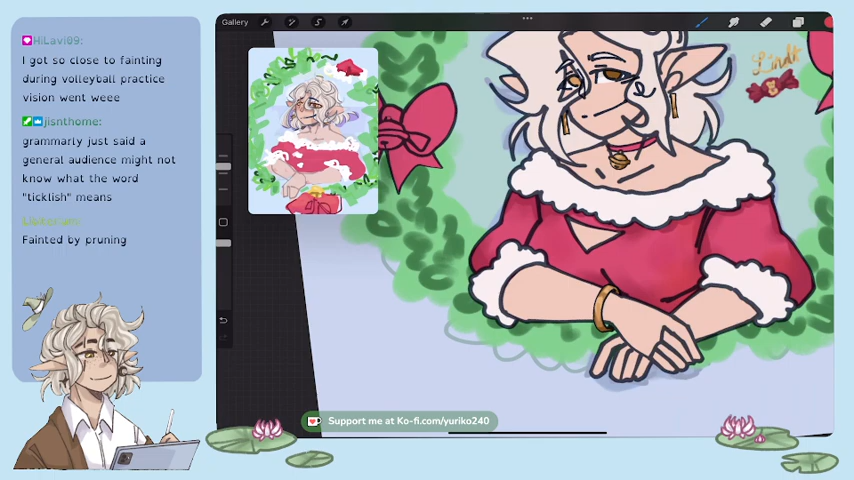 HiLavi09:
I got so close to fainting
during volleyball practice
vision went weee
jisnthome:
grammarly just said a
general audience might not
know what the word
"ticklish" means
Fainted by pruning
Gallery
Lindt
Support me at Ko-fi.com/yuriko240